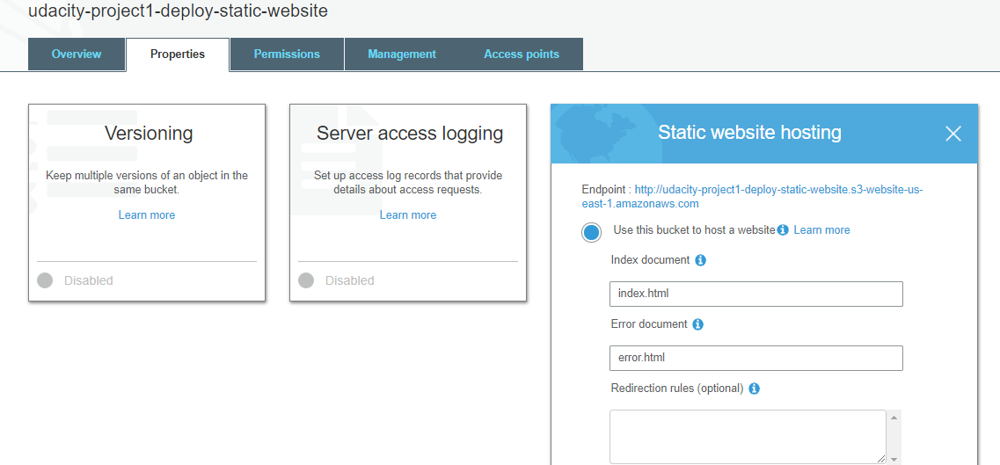 udacity-project1-deploy-static-website
Overview
Properties
Permissions
Management
Access points
Versioning
Keep multiple versions of an object in the
same bucket.
Learn more
Disabled
Server access logging
Set up access log records that provide
details about access requests.
Learn more
Disabled
Static website hosting
Endpoint : http://udacity-project1-deploy-static-website.s3-website-us-
east-1.amazonaws.com
Use this bucket to host a website Learn more
Index document
index.html
Error document
error.html
Redirection rules (optional)